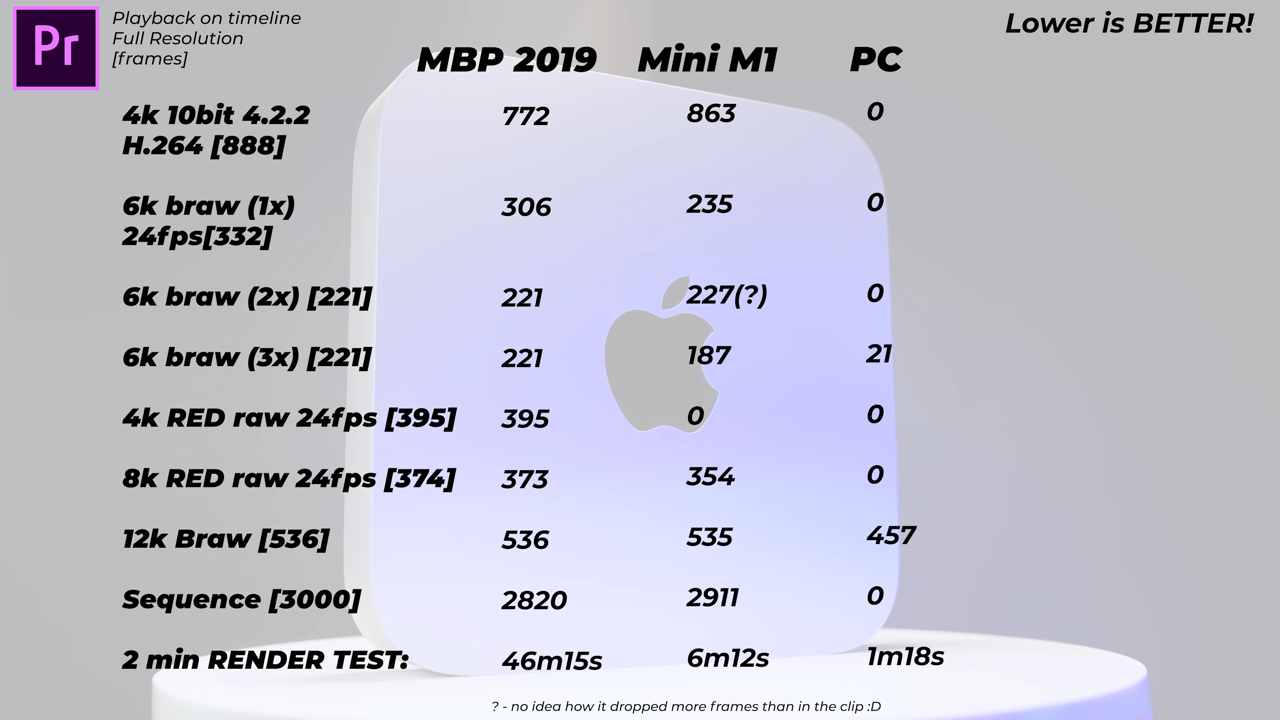 Pr
Playback on timeline
Full Resolution
[frames]
Lower is BETTER!
MBP 2019 Mini M1 PC
4k 10bit 4.2.2
H.264 [888] 772 863 0
6k braw (1x)
24fps[332] 306 235 0
6k braw (2x) [221] 221 227(?) 0
6k braw (3x) [221] 221 187 21
4k RED raw 24fps [395] 395 0 0
8k RED raw 24fps [374] 373 354 0
12k Braw [536] 536 535 457
Sequence [3000] 2820 2911 0
2 min RENDER TEST: 46m15s 6m12s 1m18s
? - no idea how it dropped more frames than in the clip :D